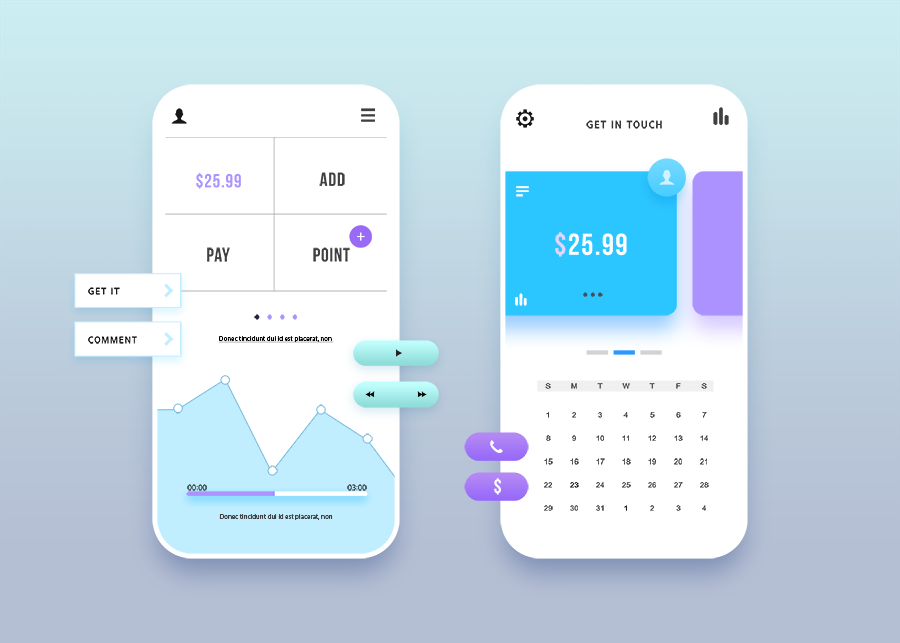 $25.99
ADD
PAY
POINT
GET IT
COMMENT
Donec tincidunt dui id est placerat, non
00:00
03:00
Donec tincidunt dui id est placerat, non
GET IN TOUCH
$25.99
S M T W T F S
1 2 3 4 5 6 7
8 9 10 11 12 13 14
15 16 17 18 19 20 21
22 23 24 25 26 27 28
29 30 31 1 2 3 4
$